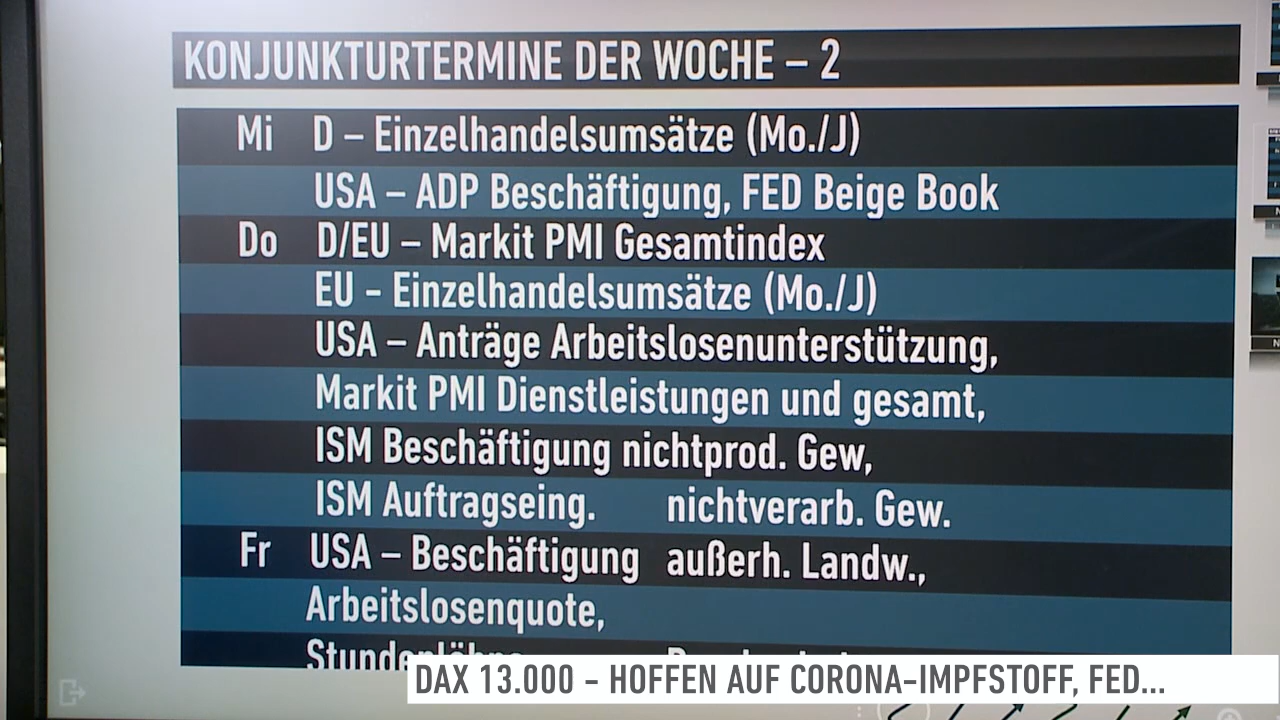 KONJUNKTURTERMINE DER WOCHE – 2
Mi D – Einzelhandelsumsätze (Mo./J)
USA – ADP Beschäftigung, FED Beige Book
Do D/EU – Markit PMI Gesamtindex
EU - Einzelhandelsumsätze (Mo./J)
USA – Anträge Arbeitslosenunterstützung,
Markit PMI Dienstleistungen und gesamt,
ISM Beschäftigung nichtprod. Gew,
ISM Auftragseing. nichtverarb. Gew.
Fr USA – Beschäftigung außerh. Landw.,
Arbeitslosenquote,
DAX 13.000 - HOFFEN AUF CORONA-IMPFSTOFF, FED...